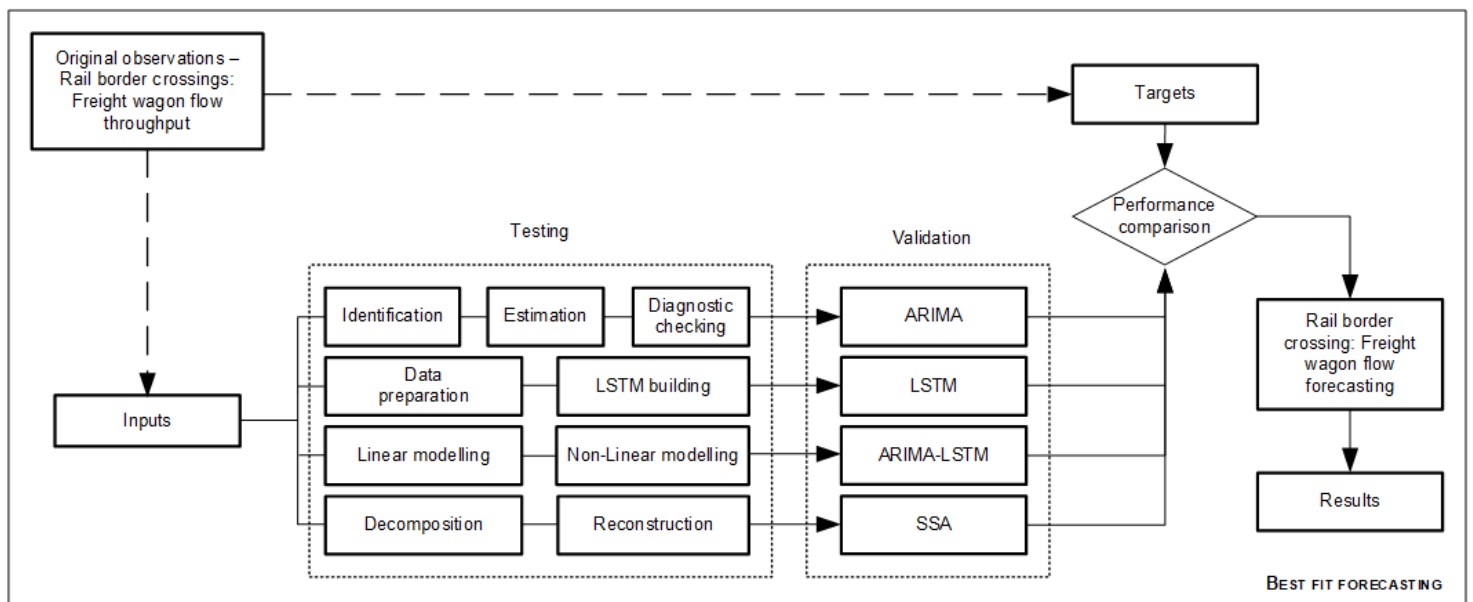 Original observations –
Rail border crossings:
Freight wagon flow
throughput
Targets
Performance
comparison
Testing
Validation
Identification
Estimation
Diagnostic
checking
ARIMA
Data
preparation
LSTM building
LSTM
Inputs
Linear modelling
Non-Linear modelling
ARIMA-LSTM
Decomposition
Reconstruction
SSA
Rail border
crossing: Freight
wagon flow
forecasting
Results
BEST FIT FORECASTING